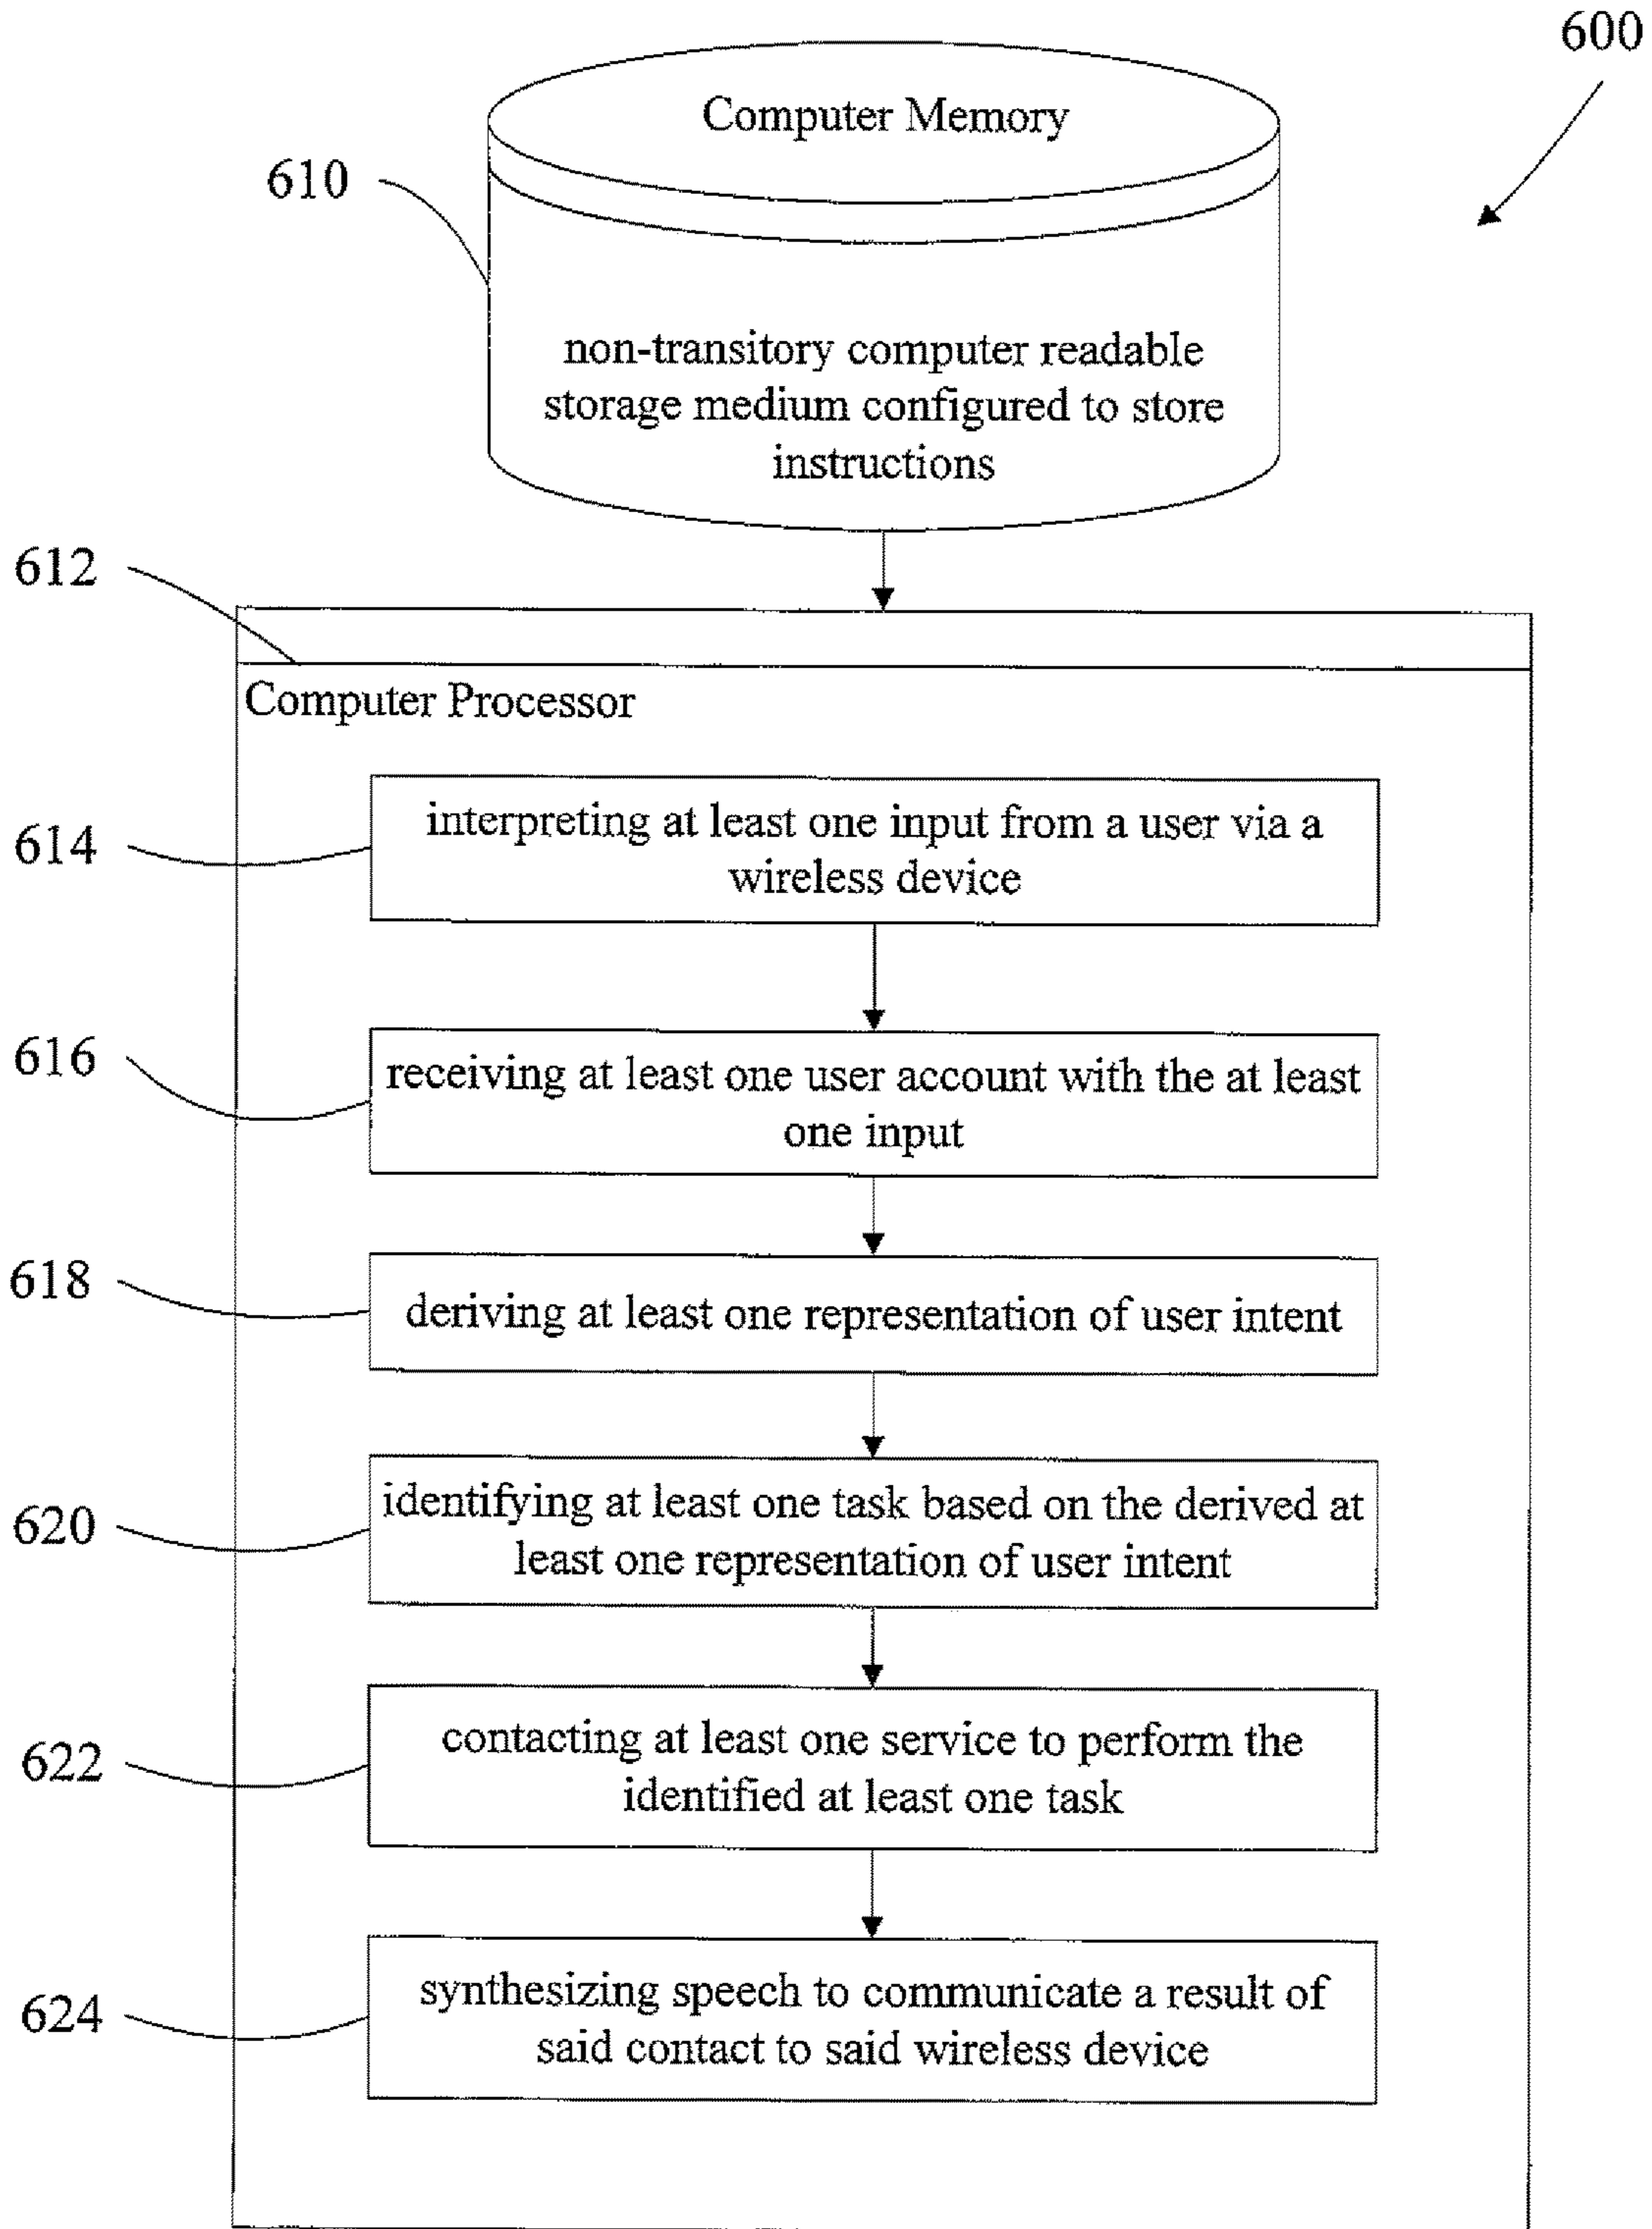 600
Computer Memory
610
non-transitory computer readable
storage medium configured to store
instructions
612
Computer Processor
614
interpreting at least one input from a user via a
wireless device
616
receiving at least one user account with the at least
one input
618
deriving at least one representation of user intent
620
identifying at least one task based on the derived at
least one representation of user intent
622
contacting at least one service to perform the
identified at least one task
624
synthesizing speech to communicate a result of
said contact to said wireless device